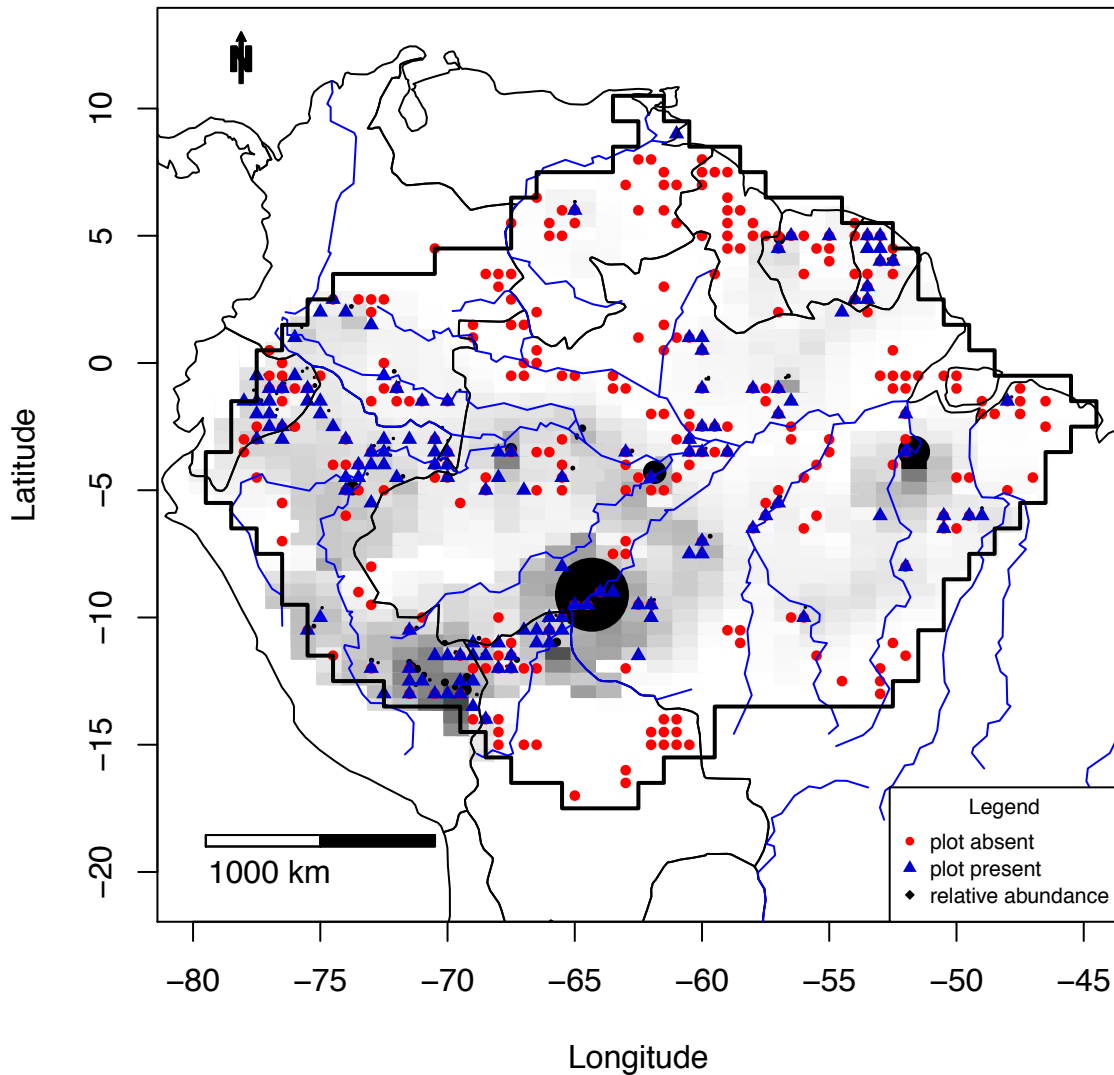 N
10
5
0
−5
−10
−15
−20
Latitude
1000 km
Legend
plot absent
plot present
relative abundance
−80
−75
−70
−65
−60
−55
−50
−45
Longitude